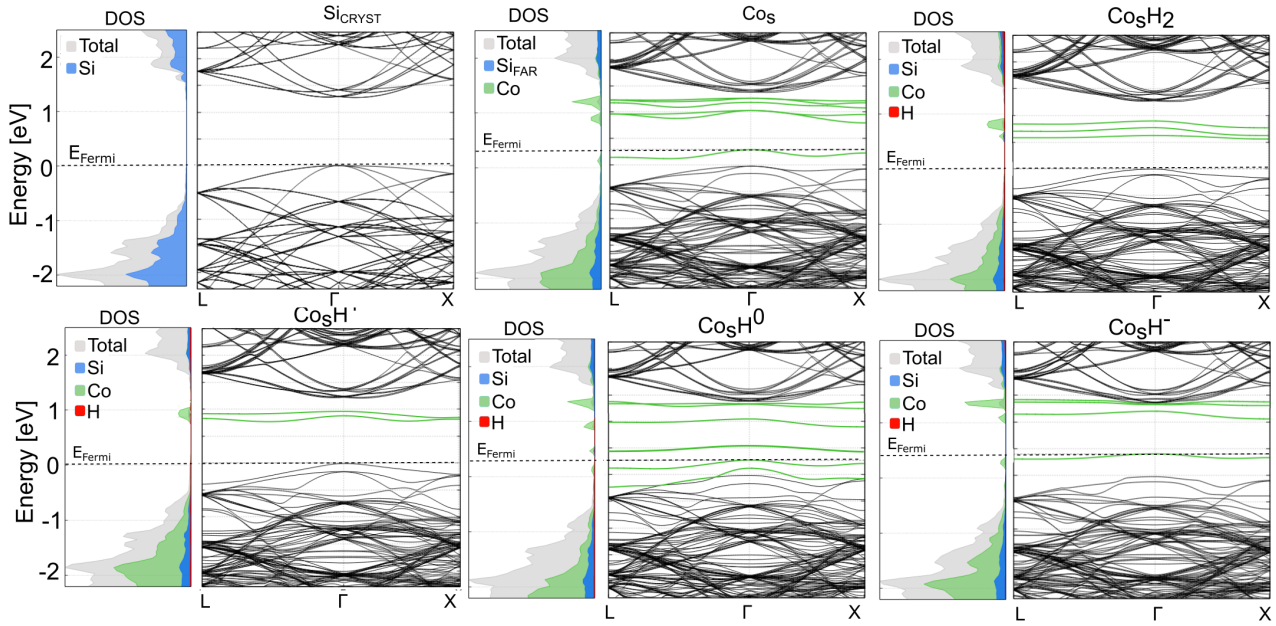 DOS
Si_CRYST
Total
Si
Energy [eV]
2
1
0
-1
-2
E_Fermi
L
Γ
X
DOS
Co_s
Total
Si_FAR
Co
E_Fermi
L
Γ
X
DOS
Co_sH_2
Total
Si
Co
H
E_Fermi
L
Γ
X
DOS
Co_sH
Total
Si
Co
H
Energy [eV]
2
1
0
-1
-2
E_Fermi
L
Γ
X
DOS
Co_sH^0
Total
Si
Co
H
E_Fermi
L
Γ
X
DOS
Co_sH^-
Total
Si
Co
H
E_Fermi
L
Γ
X